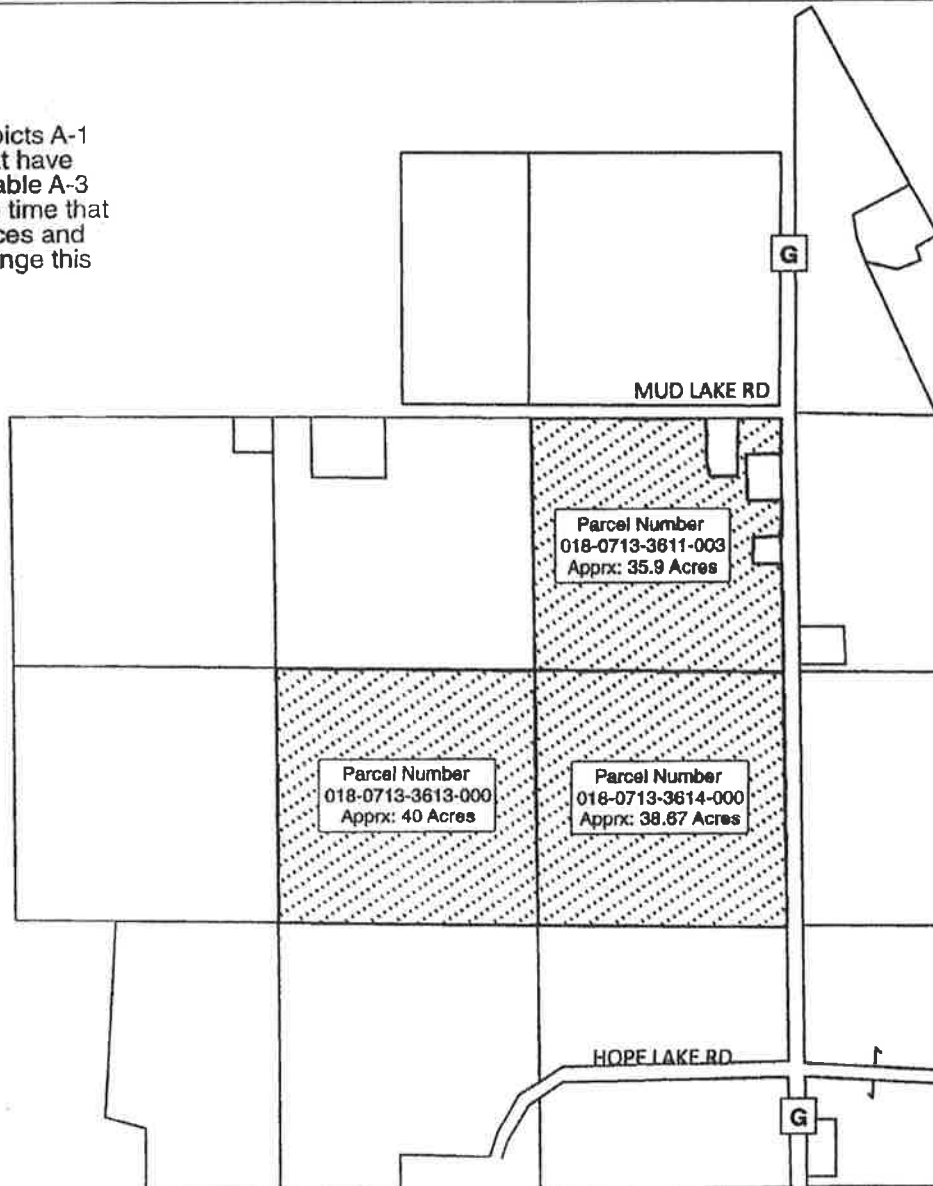 picts A-1
at have
able A-3
time that
ces and
nge this
G
MUD LAKE RD
Parcel Number
018-0713-3611-003
Apprx: 35.9 Acres
Parcel Number
018-0713-3613-000
Apprx: 40 Acres
Parcel Number
018-0713-3614-000
Apprx: 38.67 Acres
HOPE LAKE RD
G